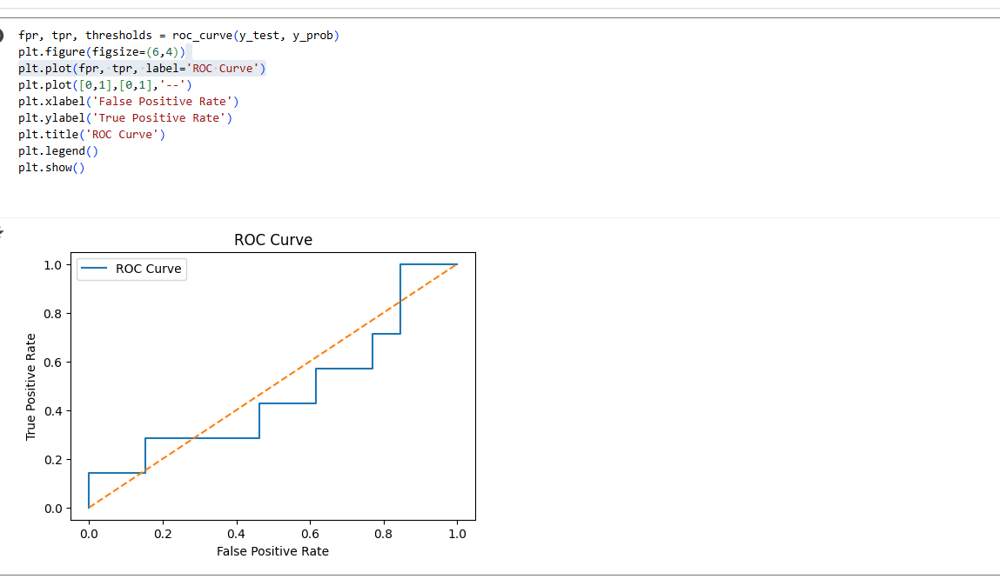 fpr, tpr, thresholds = roc_curve(y_test, y_prob)
plt.figure(figsize=(6,4))
plt.plot(fpr, tpr, label='ROC Curve')
plt.plot([0,1],[0,1],'--')
plt.xlabel('False Positive Rate')
plt.ylabel('True Positive Rate')
plt.title('ROC Curve')
plt.legend()
plt.show()
ROC Curve
ROC Curve
1.0
0.8
0.6
0.4
0.2
0.0
True Positive Rate
0.0 0.2 0.4 0.6 0.8 1.0
False Positive Rate